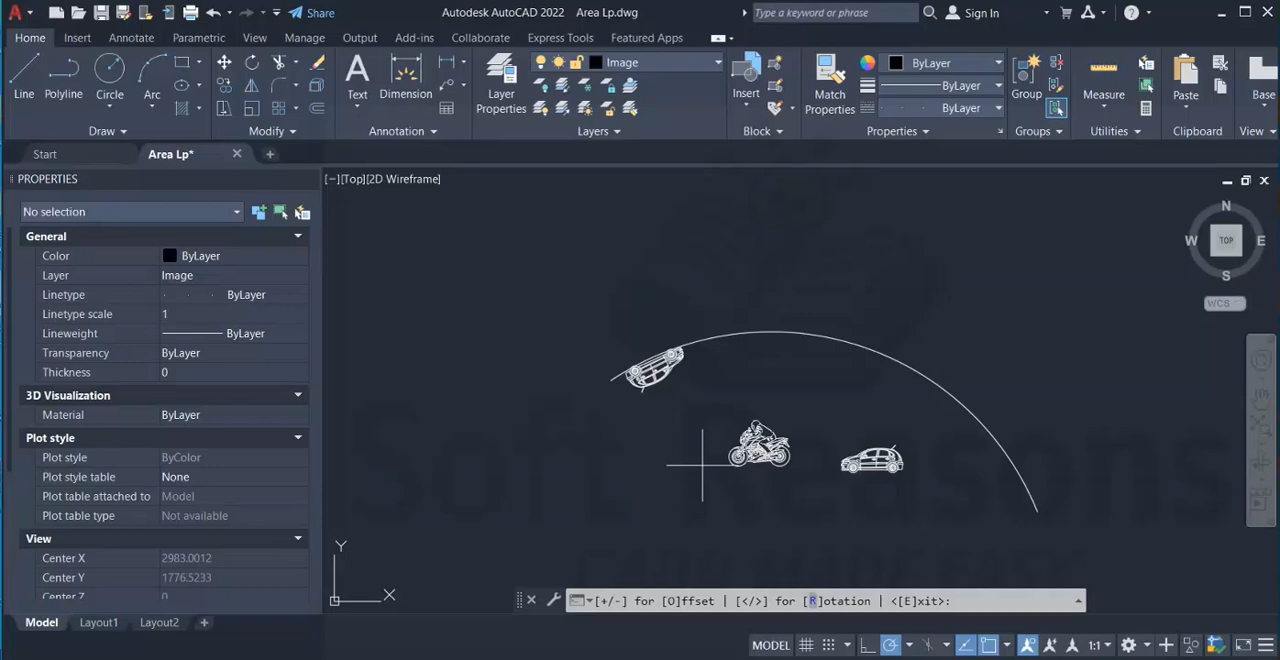 Share
Autodesk AutoCAD 2022 Area Lp.dwg
Type a keyword or phrase
Sign In
Home Insert Annotate Parametric View Manage Output Add-ins Collaborate Express Tools Featured Apps
Line Polyline Circle Arc
Text Dimension
Layer Properties
Image
Insert
Match Properties
ByLayer
ByLayer
ByLayer
Group
Measure
Paste
Base
Draw Modify Annotation Layers Block Properties Groups Utilities Clipboard View
Start Area Lp*
PROPERTIES
[−][Top][2D Wireframe]
No selection
General
Color ByLayer
Layer Image
Linetype ByLayer
Linetype scale 1
Lineweight ByLayer
Transparency ByLayer
Thickness 0
3D Visualization
Material ByLayer
Plot style
Plot style ByColor
Plot style table None
Plot table attached to Model
Plot table type Not available
View
Center X 2983.0012
Center Y 1776.5233
Center Z 0
N
W TOP E
S
WCS
Soft Reasons
Y
X
[+/-] for [O]ffset | [</>] for [R]otation | <[E]xit>:
Model Layout1 Layout2
MODEL
1:1